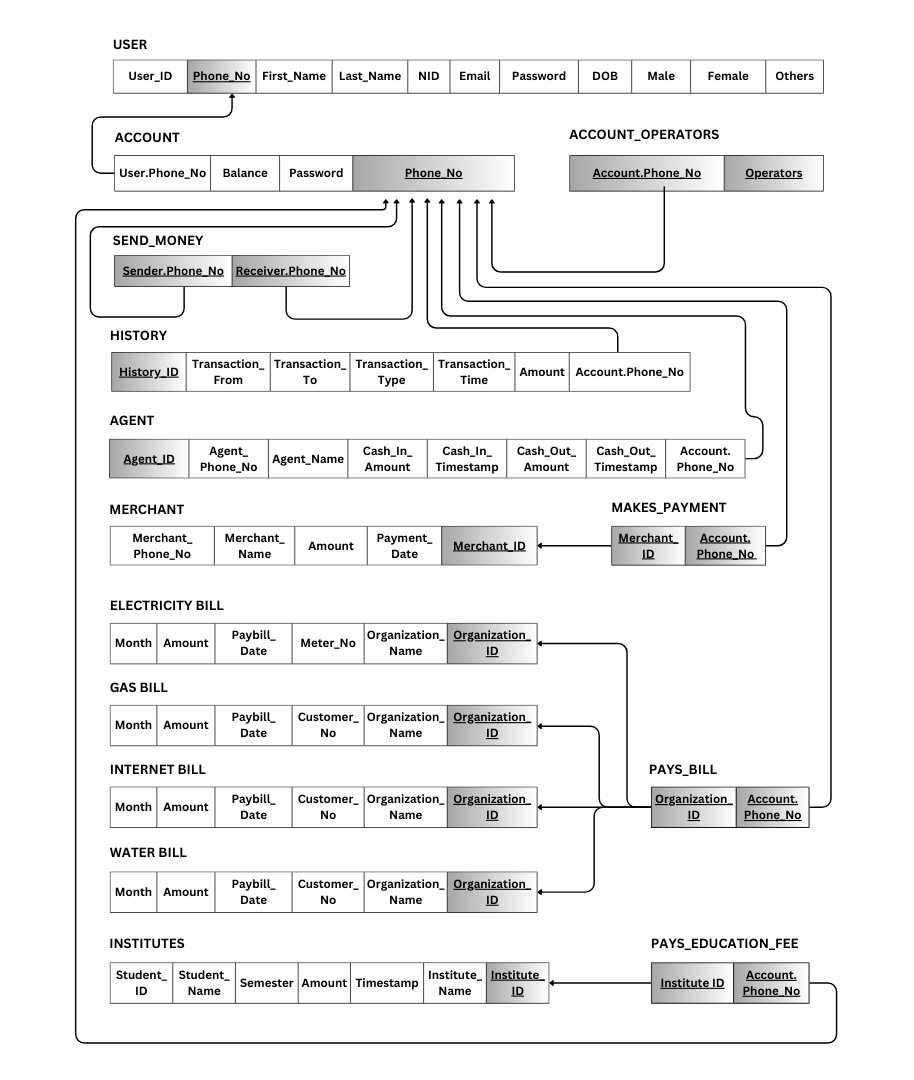 USER
User_ID Phone_No First_Name Last_Name NID Email Password DOB Male Female Others
ACCOUNT
User.Phone_No Balance Password Phone_No
ACCOUNT_OPERATORS
Account.Phone_No Operators
SEND_MONEY
Sender.Phone_No Receiver.Phone_No
HISTORY
History_ID Transaction_ From Transaction_ To Transaction_ Type Transaction_ Time Amount Account.Phone_No
AGENT
Agent_ID Agent_ Phone_No Agent_Name Cash_In_ Amount Cash_In_ Timestamp Cash_Out_ Amount Cash_Out_ Timestamp Account. Phone_No
MERCHANT
Merchant_ Phone_No Merchant_ Name Amount Payment_ Date Merchant_ID
MAKES_PAYMENT
Merchant_ ID Account. Phone_No
ELECTRICITY BILL
Month Amount Paybill_ Date Meter_No Organization_ Name Organization_ ID
GAS BILL
Month Amount Paybill_ Date Customer_ No Organization_ Name Organization_ ID
INTERNET BILL
Month Amount Paybill_ Date Customer_ No Organization_ Name Organization_ ID
PAYS_BILL
Organization_ ID Account. Phone_No
WATER BILL
Month Amount Paybill_ Date Customer_ No Organization_ Name Organization_ ID
INSTITUTES
Student_ ID Student_ Name Semester Amount Timestamp Institute_ Name Institute_ ID
PAYS_EDUCATION_FEE
Institute ID Account. Phone_No